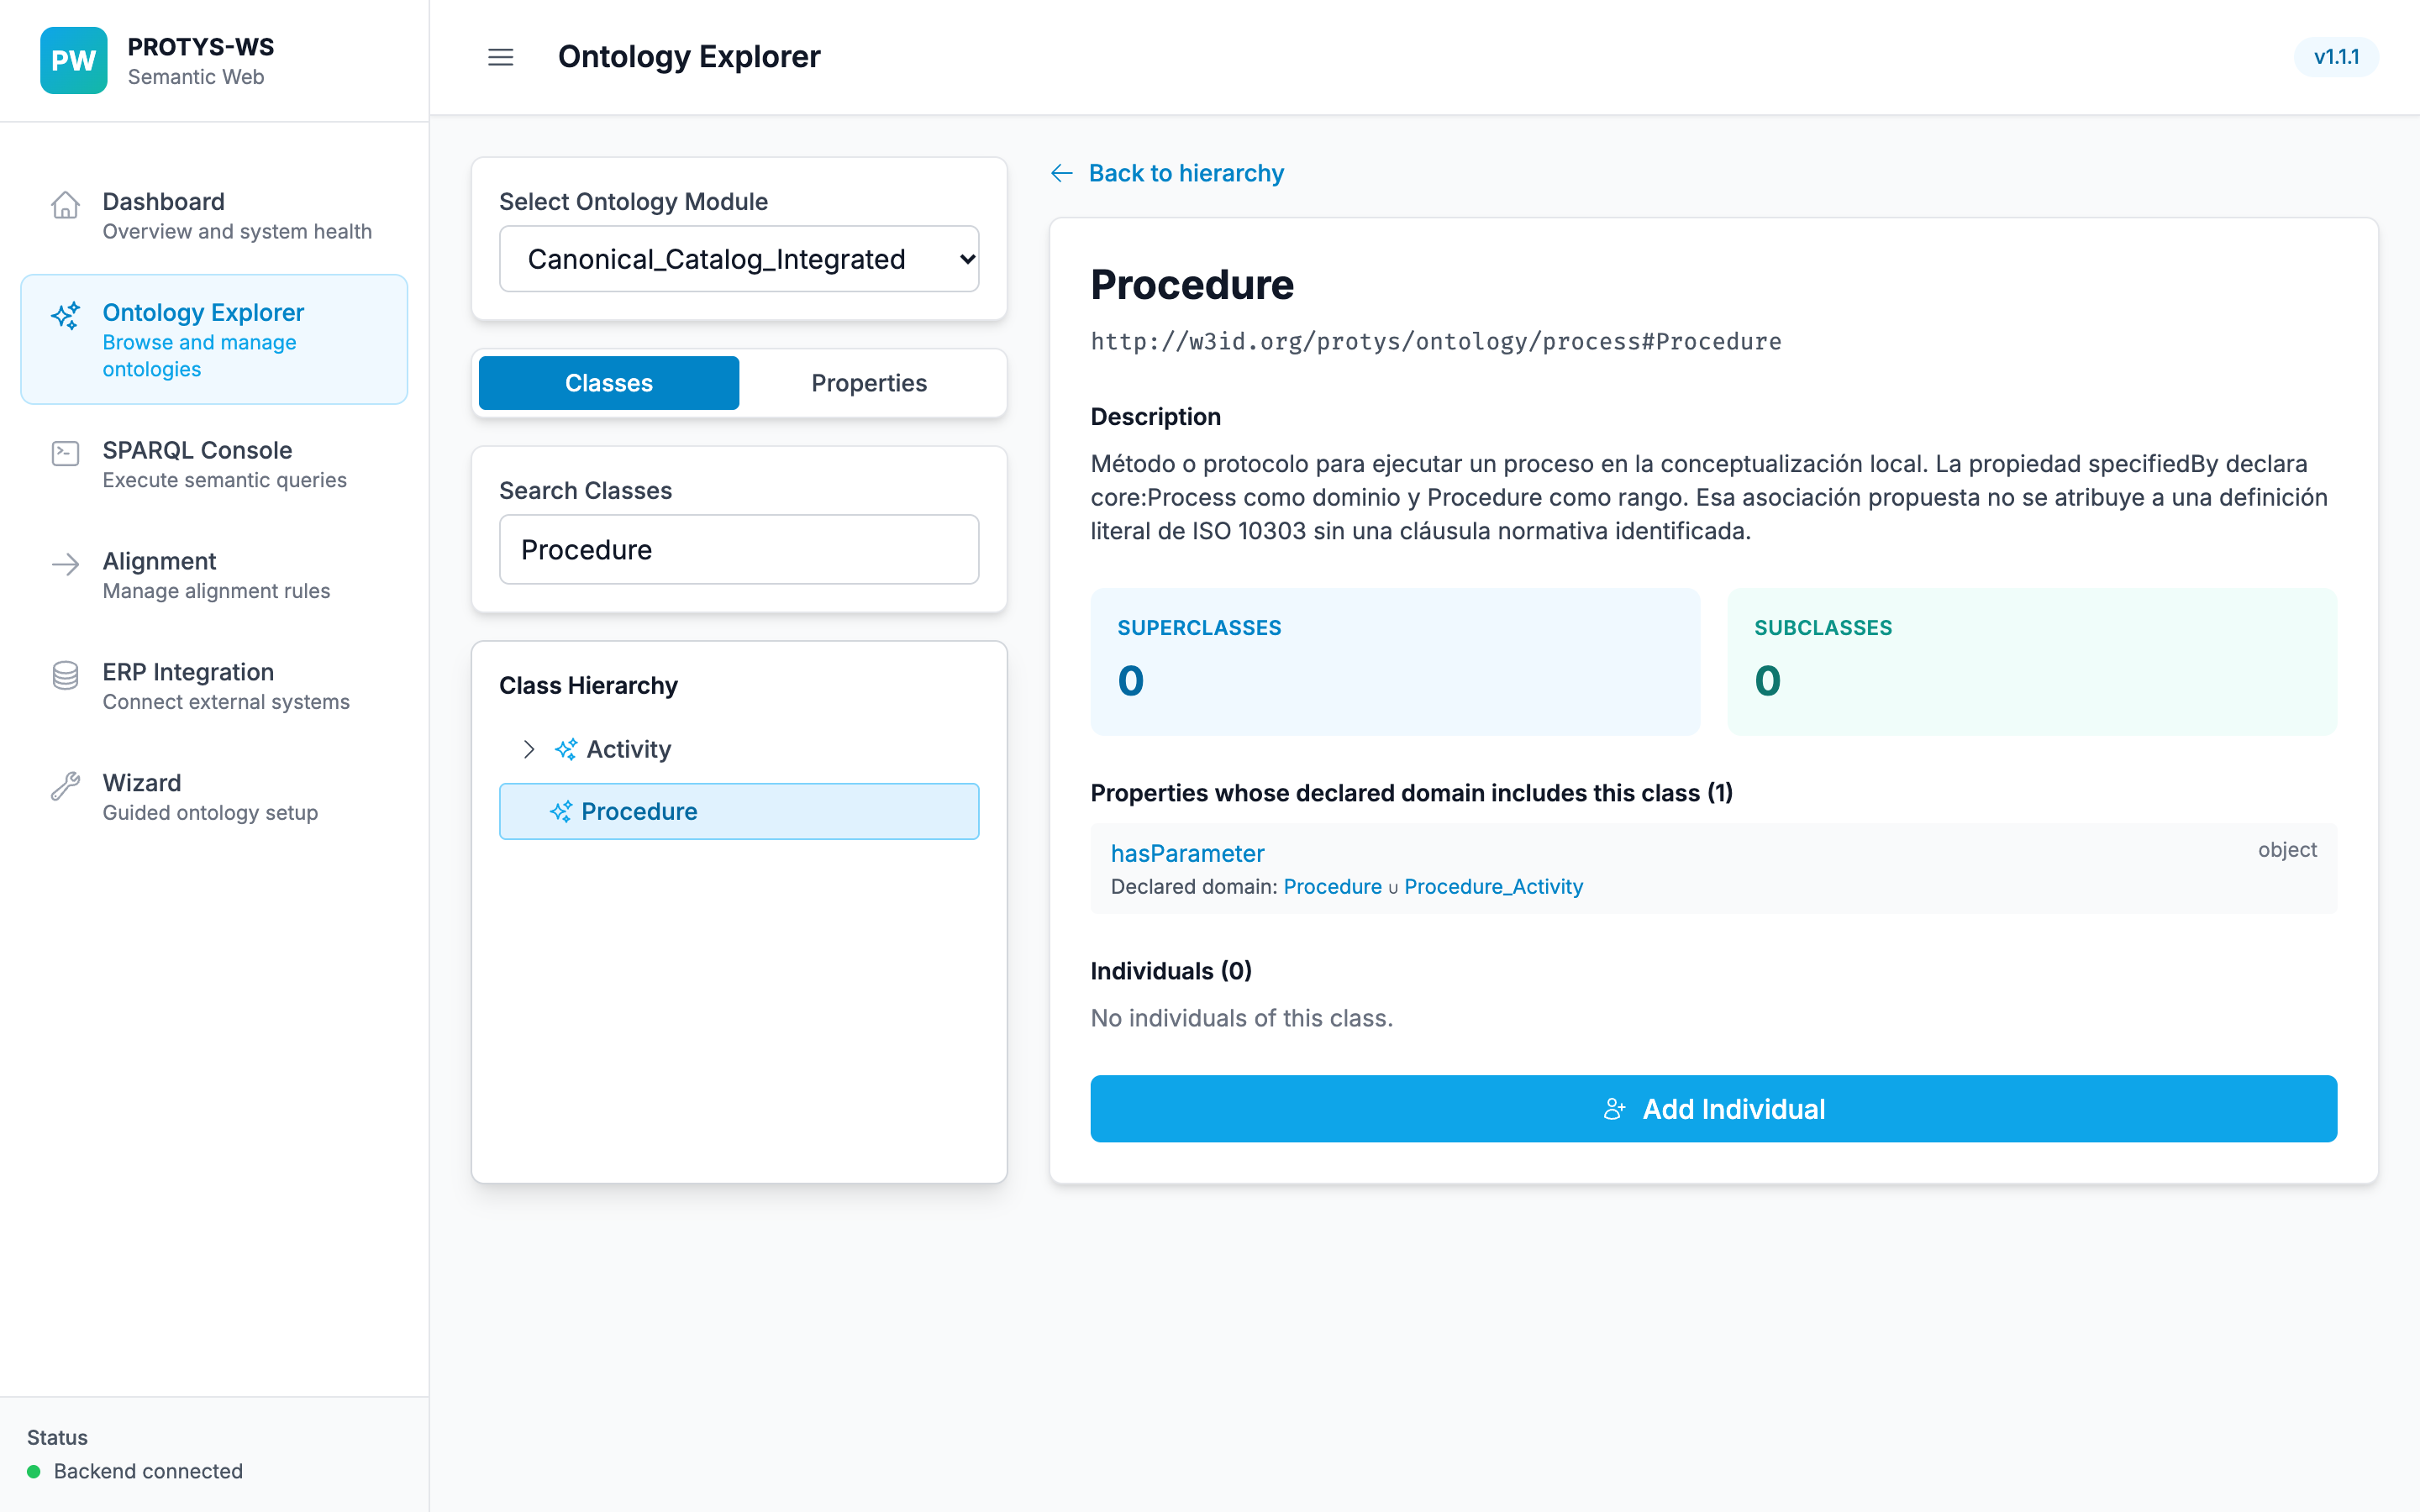 PW
PROTYS-WS
Semantic Web
Dashboard
Overview and system health
Ontology Explorer
Browse and manage
ontologies
SPARQL Console
Execute semantic queries
Alignment
Manage alignment rules
ERP Integration
Connect external systems
Wizard
Guided ontology setup
Status
Backend connected
Ontology Explorer
v1.1.1
Select Ontology Module
Canonical_Catalog_Integrated
Classes
Properties
Search Classes
Procedure
Class Hierarchy
Activity
Procedure
Back to hierarchy
Procedure
http://w3id.org/protys/ontology/process#Procedure
Description
Método o protocolo para ejecutar un proceso en la conceptualización local. La propiedad specifiedBy declara
core:Process como dominio y Procedure como rango. Esa asociación propuesta no se atribuye a una definición
literal de ISO 10303 sin una cláusula normativa identificada.
SUPERCLASSES
0
SUBCLASSES
0
Properties whose declared domain includes this class (1)
hasParameter
object
Declared domain: Procedure ∪ Procedure_Activity
Individuals (0)
No individuals of this class.
Add Individual